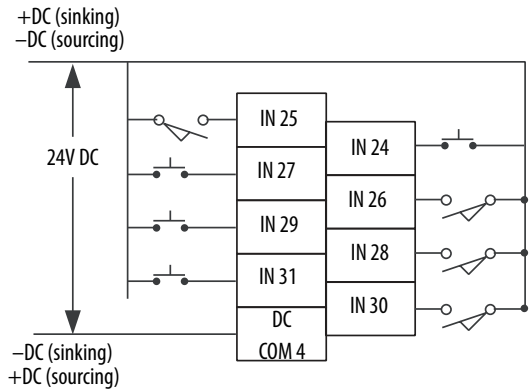 +DC (sinking)
−DC (sourcing)
24V DC
IN 25
IN 24
IN 27
IN 26
IN 29
IN 28
IN 31
IN 30
DC
COM 4
−DC (sinking)
+DC (sourcing)